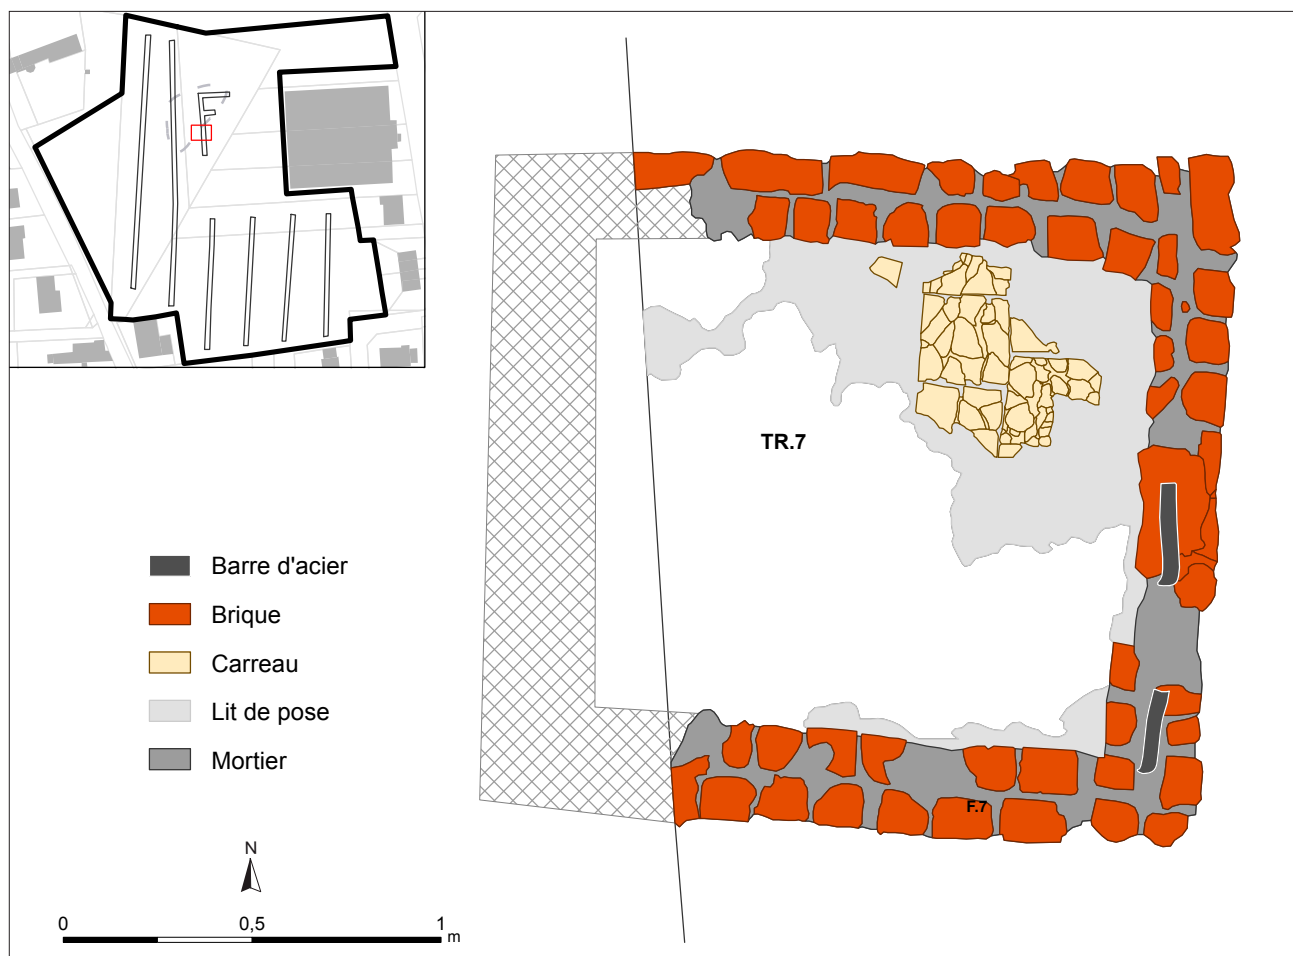 TR.7
Barre d'acier
Brique
Carreau
Lit de pose
Mortier
F.7
N
0 0,5 1
m